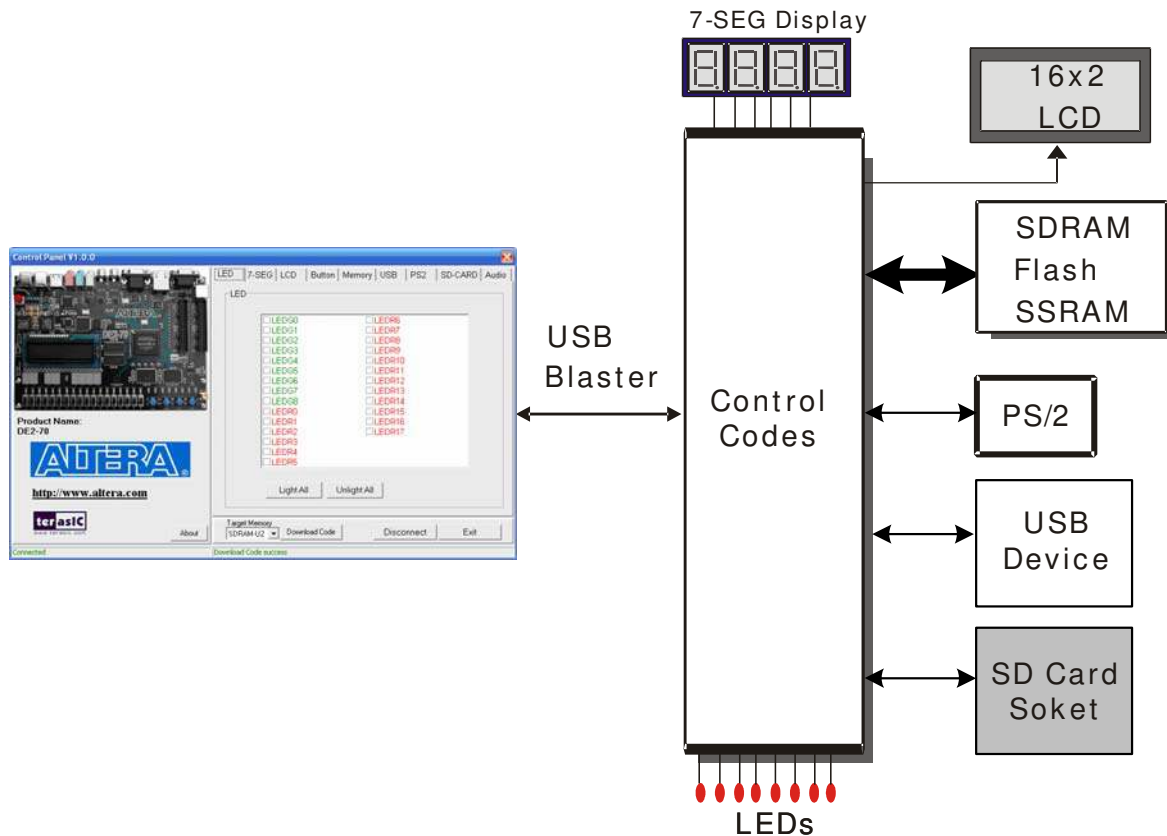 7-SEG Display
16x2
LCD
SDRAM
Flash
SSRAM
Control Panel V1.0.0
LED 7-SEG LCD Button Memory USB PS2 SD-CARD Audio
LED
LEDG0 LEDR6
LEDG1 LEDR7
LEDG2 LEDR8
LEDG3 LEDR9
LEDG4 LEDR10
LEDG5 LEDR11
LEDG6 LEDR12
LEDG7 LEDR13
LEDG8 LEDR14
LEDR0 LEDR15
LEDR1 LEDR16
LEDR2 LEDR17
LEDR3
LEDR4
LEDR5
Light All Unlight All
Product Name:
DE2-70
ALTERA
http://www.altera.com
terasIC
About
Target Memory
SDRAM-U2 Download Code Disconnect Exit
Connected Download Code success
USB
Blaster
Control
Codes
PS/2
USB
Device
SD Card
Soket
LEDs